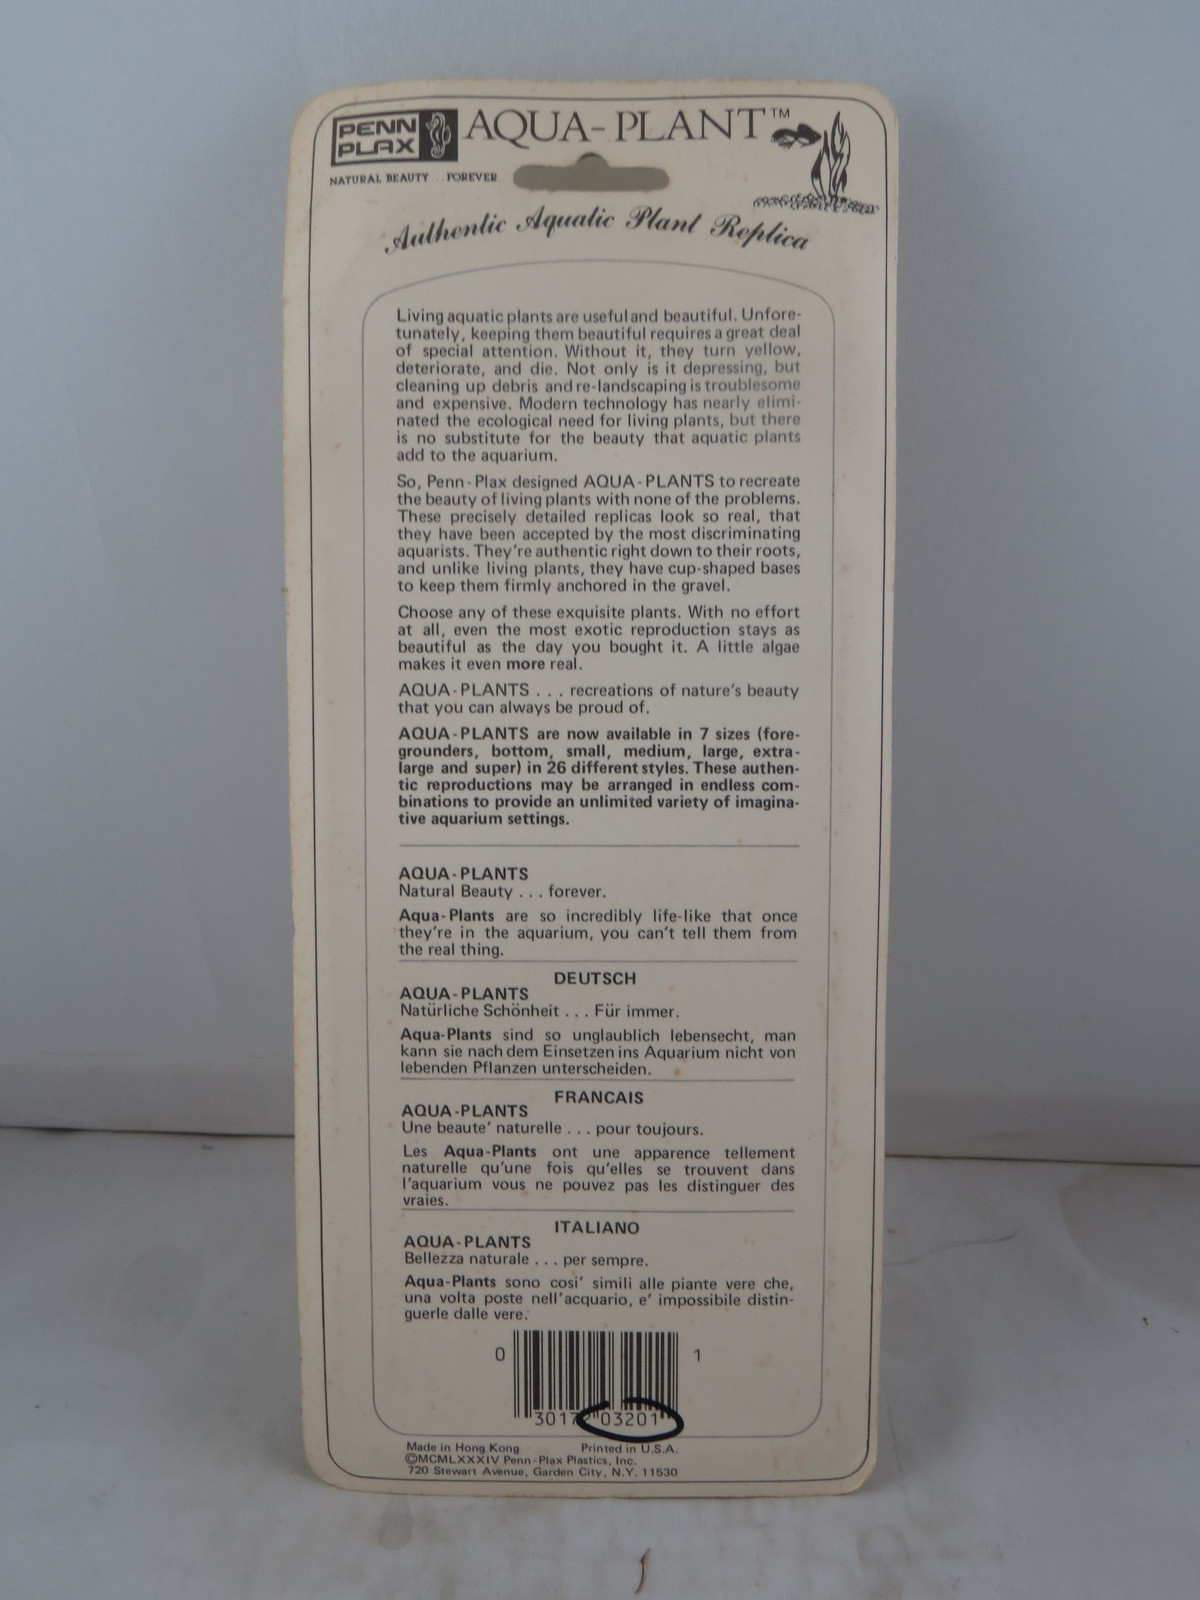 PENN
PLAX
AQUA-PLANT™
NATURAL BEAUTY . . . FOREVER.
Authentic Aquatic Plant Replica
Living aquatic plants are useful and beautiful. Unfore-
tunately, keeping them beautiful requires a great deal
of special attention. Without it, they turn yellow,
deteriorate, and die. Not only is it depressing, but
cleaning up debris and re-landscaping is troublesome
and expensive. Modern technology has nearly elimi-
nated the ecological need for living plants, but there
is no substitute for the beauty that aquatic plants
add to the aquarium.
So, Penn-Plax designed AQUA-PLANTS to recreate
the beauty of living plants with none of the problems.
These precisely detailed replicas look so real, that
they have been accepted by the most discriminating
aquarists. They're authentic right down to their roots,
and unlike living plants, they have cup-shaped bases
to keep them firmly anchored in the gravel.
Choose any of these exquisite plants. With no effort
at all, even the most exotic reproduction stays as
beautiful as the day you bought it. A little algae
makes it even more real.
AQUA-PLANTS . . . recreations of nature's beauty
that you can always be proud of.
AQUA-PLANTS are now available in 7 sizes (fore-
grounders, bottom, small, medium, large, extra-
large and super) in 26 different styles. These authen-
tic reproductions may be arranged in endless com-
binations to provide an unlimited variety of imagina-
tive aquarium settings.
AQUA-PLANTS
Natural Beauty . . . forever.
Aqua-Plants are so incredibly life-like that once
they're in the aquarium, you can't tell them from
the real thing.
DEUTSCH
AQUA-PLANTS
Natürliche Schönheit . . . Für immer.
Aqua-Plants sind so unglaublich lebensecht, man
kann sie nach dem Einsetzen ins Aquarium nicht von
lebenden Pflanzen unterscheiden.
FRANCAIS
AQUA-PLANTS
Une beaute' naturelle . . . pour toujours.
Les Aqua-Plants ont une apparence tellement
naturelle qu'une fois qu'elles se trouvent dans
l'aquarium vous ne pouvez pas les distinguer des
vraies.
ITALIANO
AQUA-PLANTS
Bellezza naturale . . . per sempre.
Aqua-Plants sono cosi' simili alle piante vere che,
una volta poste nell'acquario, e' impossibile distin-
guerle dalle vere.
0 30172 03201 1
Made in Hong Kong Printed in U.S.A.
©MCMLXXXIV Penn-Plax Plastics, Inc.
720 Stewart Avenue, Garden City, N.Y. 11530